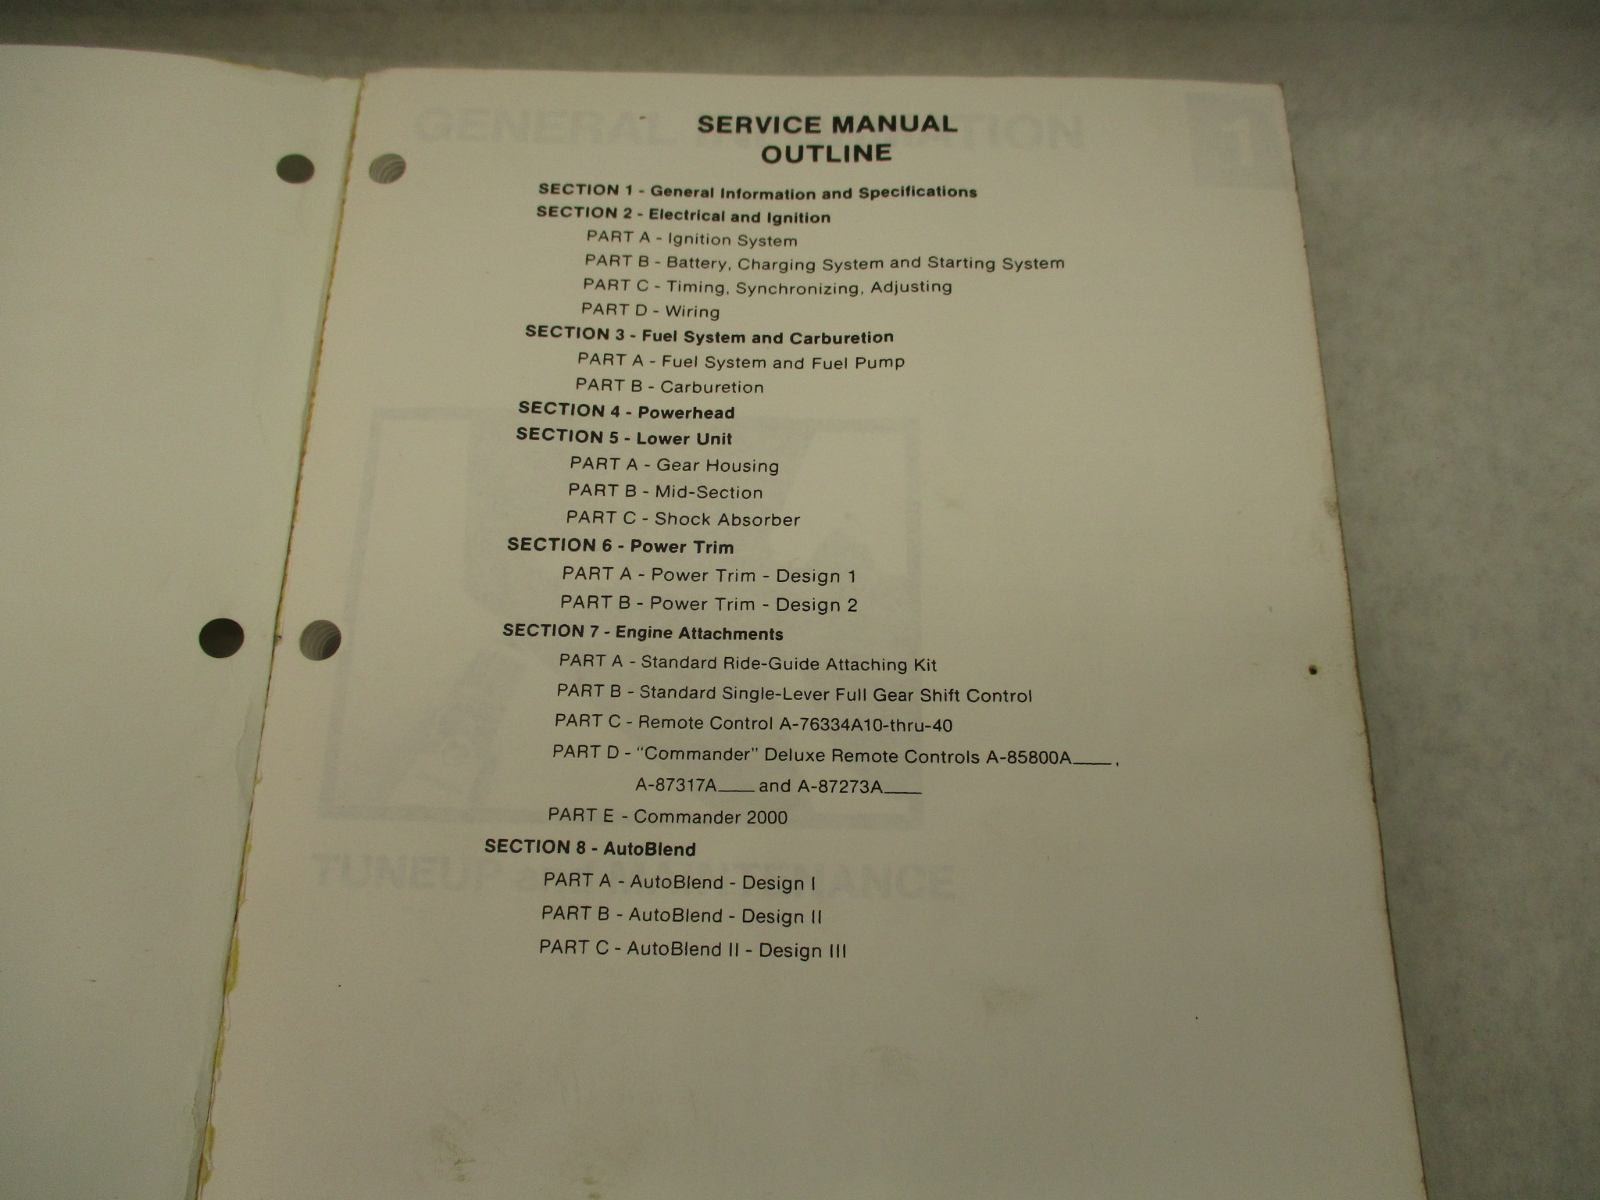 SERVICE MANUAL
OUTLINE
SECTION 1 - General Information and Specifications
SECTION 2 - Electrical and Ignition
PART A - Ignition System
PART B - Battery, Charging System and Starting System
PART C - Timing, Synchronizing, Adjusting
PART D - Wiring
SECTION 3 - Fuel System and Carburetion
PART A - Fuel System and Fuel Pump
PART B - Carburetion
SECTION 4 - Powerhead
SECTION 5 - Lower Unit
PART A - Gear Housing
PART B - Mid-Section
PART C - Shock Absorber
SECTION 6 - Power Trim
PART A - Power Trim - Design 1
PART B - Power Trim - Design 2
SECTION 7 - Engine Attachments
PART A - Standard Ride-Guide Attaching Kit
PART B - Standard Single-Lever Full Gear Shift Control
PART C - Remote Control A-76334A10-thru-40
PART D - "Commander" Deluxe Remote Controls A-85800A____,
A-87317A____ and A-87273A____
PART E - Commander 2000
SECTION 8 - AutoBlend
PART A - AutoBlend - Design I
PART B - AutoBlend - Design II
PART C - AutoBlend II - Design III